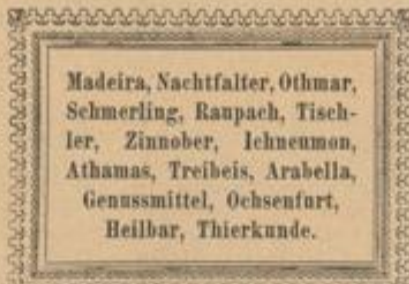 Madeira, Nachtfalter, Othmar,
Schmerling, Raupach, Tisch-
ler, Zinnober, Ichneumon,
Athamas, Treibeis, Arabella,
Genussmittel, Ochsenfurt,
Heilbar, Thierkunde.